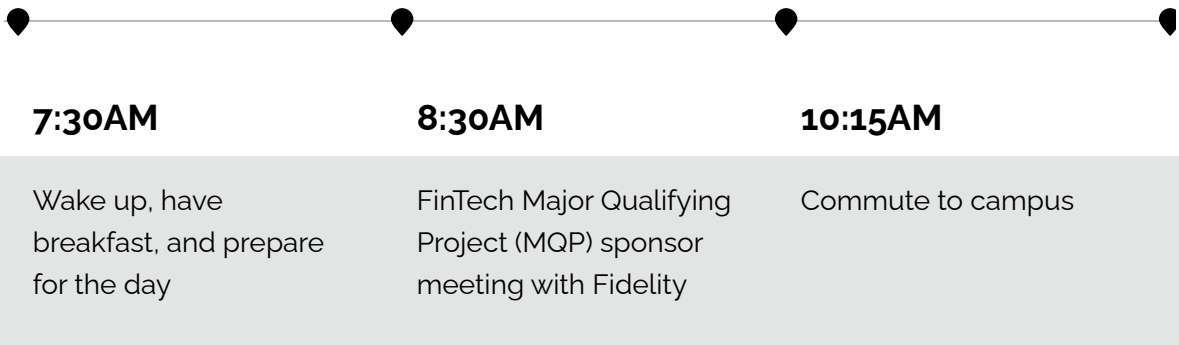 7:30AM
Wake up, have
breakfast, and prepare
for the day
8:30AM
FinTech Major Qualifying
Project (MQP) sponsor
meeting with Fidelity
10:15AM
Commute to campus